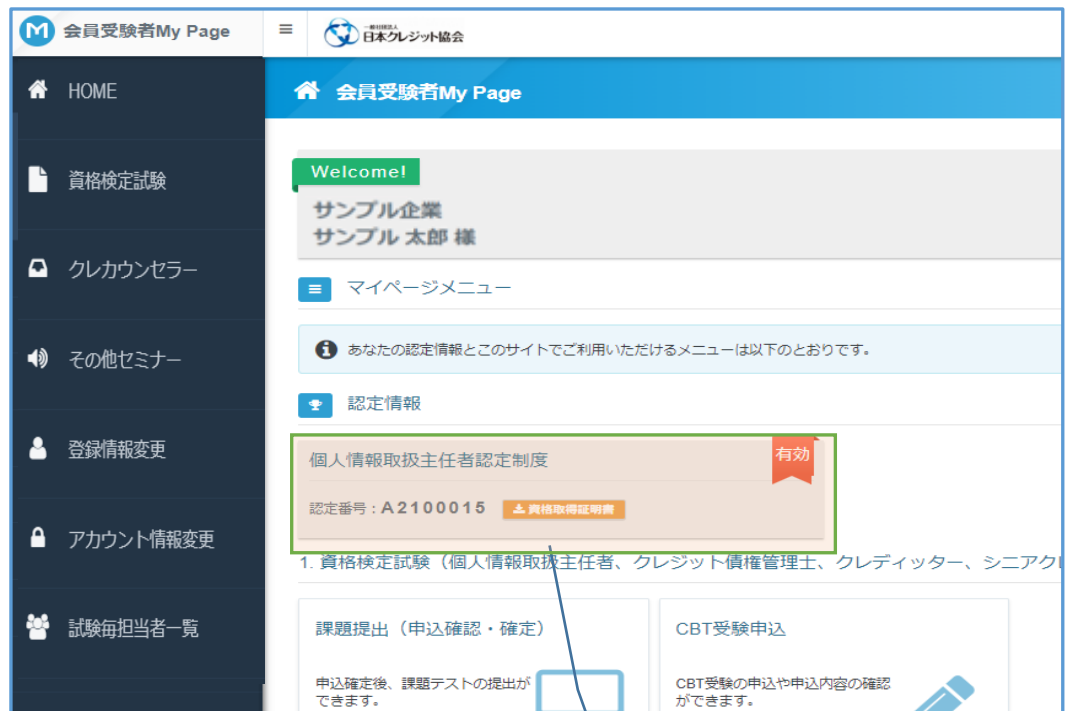 会員受験者My Page
一般社団法人
日本クレジット協会
HOME
資格検定試験
クレカウンセラー
その他セミナー
登録情報変更
アカウント情報変更
試験毎担当者一覧
会員受験者My Page
Welcome!
サンプル企業
サンプル 太郎 様
マイページメニュー
あなたの認定情報とこのサイトでご利用いただけるメニューは以下のとおりです。
認定情報
個人情報取扱主任者認定制度
有効
認定番号：A2100015 資格取得証明書
1. 資格検定試験（個人情報取扱主任者、クレジット債権管理士、クレディッター、シニアクレ
課題提出（申込確認・確定）
申込確定後、課題テストの提出が
できます。
CBT受験申込
CBT受験の申込や申込内容の確認
ができます。